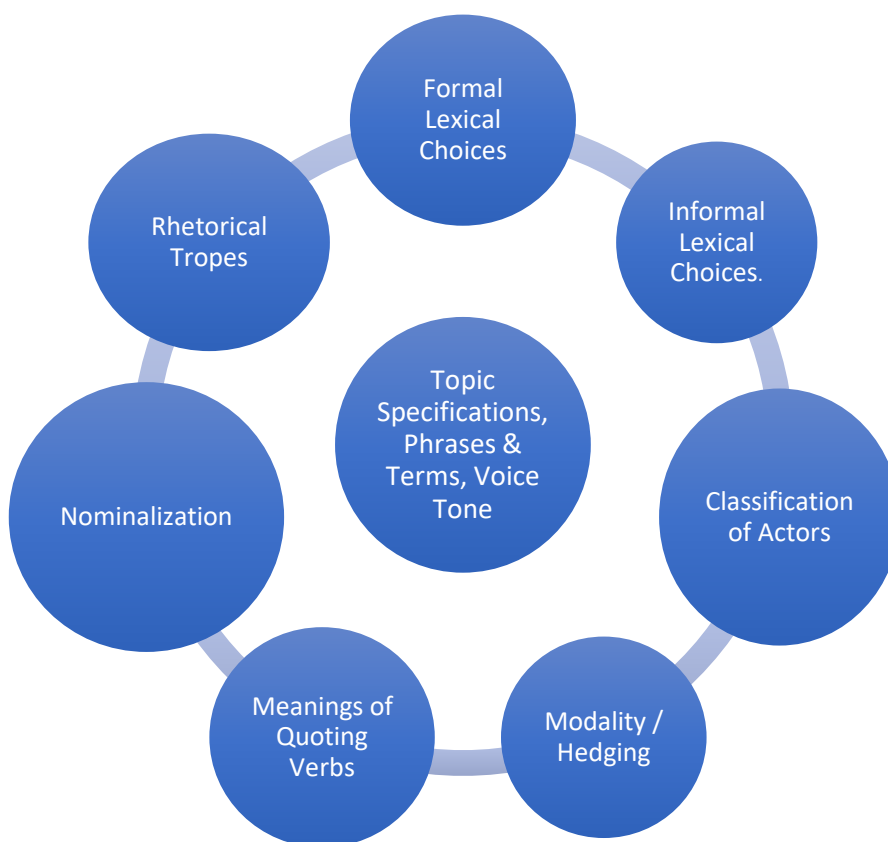 Formal
Lexical
Choices
Informal
Lexical
Choices.
Classification
of Actors
Modality /
Hedging
Meanings of
Quoting
Verbs
Nominalization
Rhetorical
Tropes
Topic
Specifications,
Phrases &
Terms, Voice
Tone